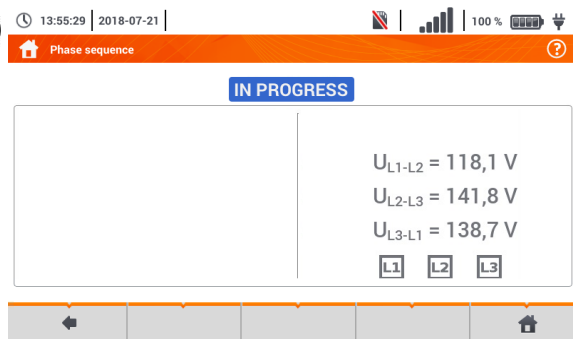 13:55:29 2018-07-21 100 %
Phase sequence ?
IN PROGRESS
UL1-L2 = 118,1 V
UL2-L3 = 141,8 V
UL3-L1 = 138,7 V
L1 L2 L3